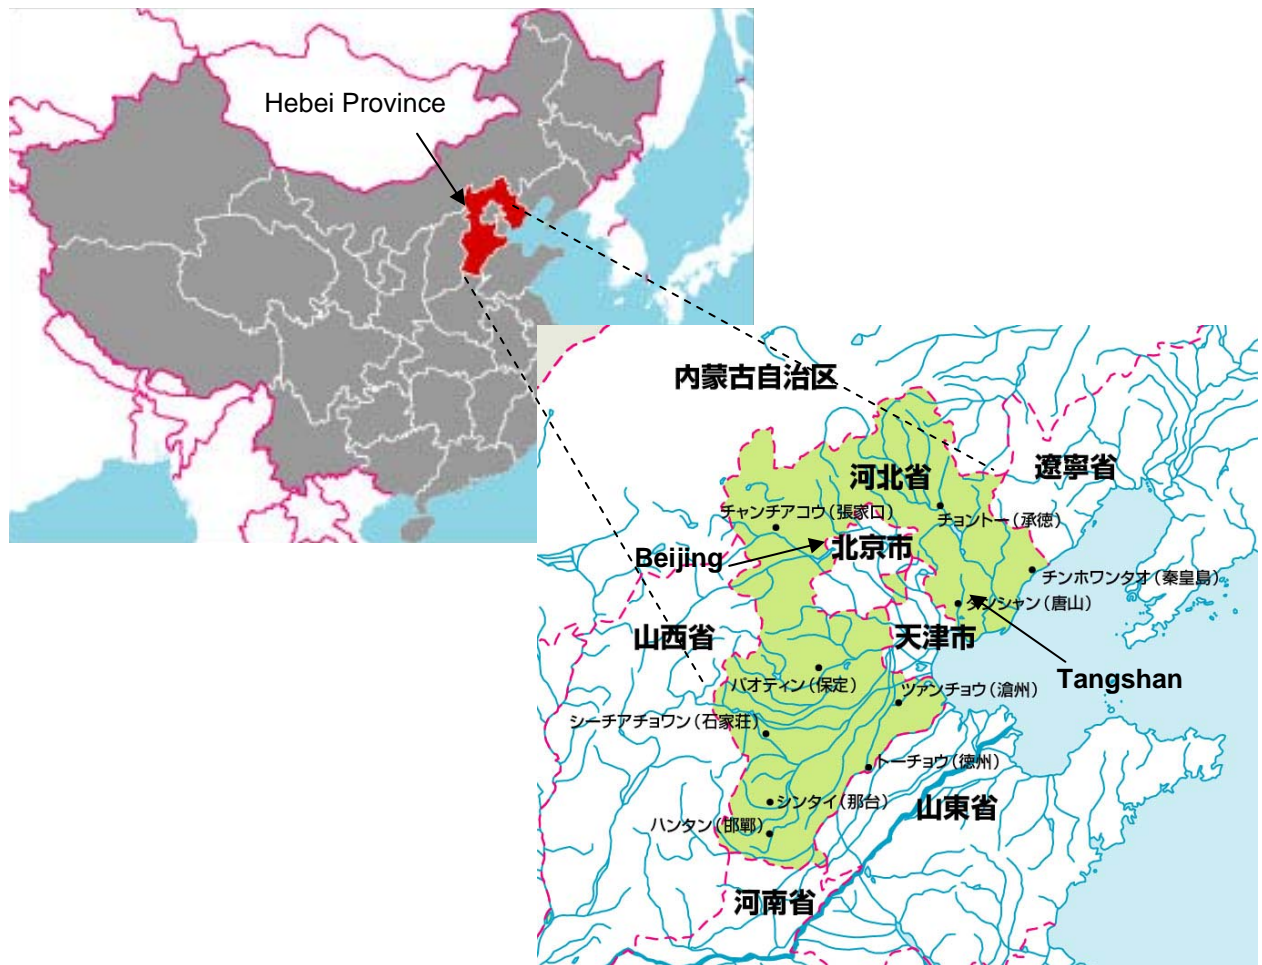 Hebei Province
内蒙古自治区
遼寧省
河北省
チャンチアコウ(張家口)
チョントー(承徳)
Beijing
北京市
チンホワンタオ(秦皇島)
タンシャン(唐山)
山西省
天津市
Tangshan
パオティン(保定)
ツァンチョウ(滄州)
シーチアチョワン(石家荘)
トーチョウ(徳州)
シンタイ(那台)
山東省
ハンタン(邯鄲)
河南省